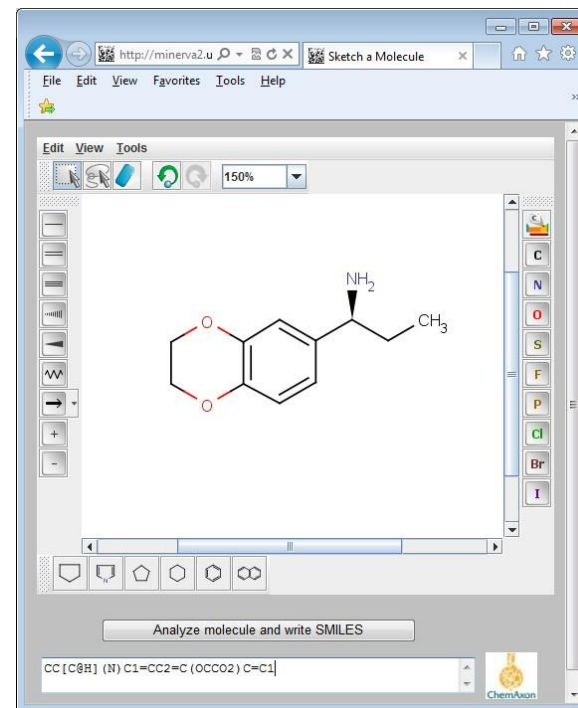 http://minerva2.u
Sketch a Molecule
File Edit View Favorites Tools Help
Edit View Tools
150%
NH2
CH3
O
O
C
N
O
S
F
P
Cl
Br
I
N
Analyze molecule and write SMILES
CC[C@H](N)C1=CC2=C(OCCO2)C=C1
ChemAxon